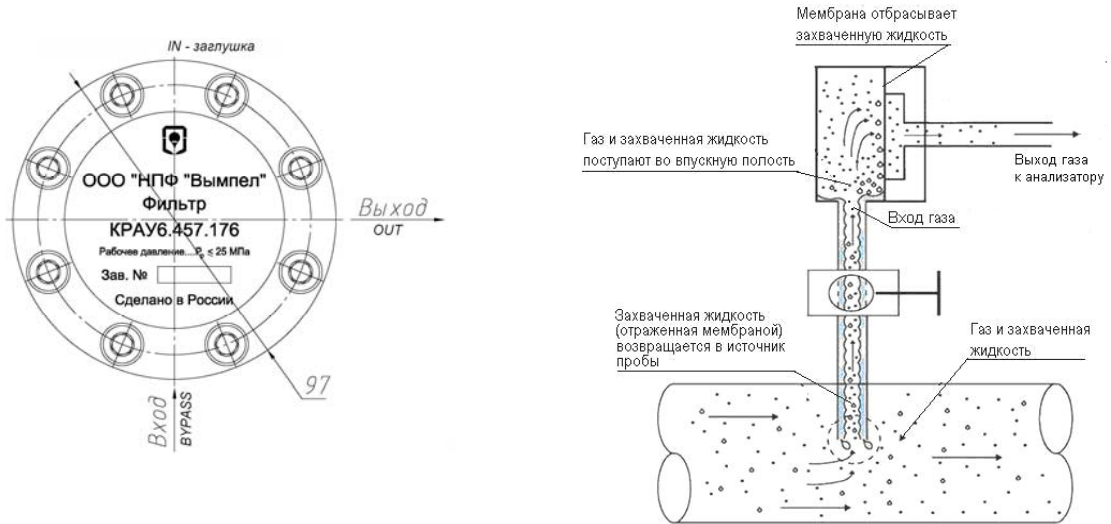 IN - заглушка
ООО "НПФ "Вымпел"
Фильтр
КРАУ6.457.176
Рабочее давление....Pр ≤ 25 МПа
Зав. №
Сделано в России
Выход
OUT
97
Вход
BYPASS
Мембрана отбрасывает
захваченную жидкость
Газ и захваченная жидкость
поступают во впускную полость
Выход газа
к анализатору
Вход газа
Захваченная жидкость
(отраженная мембраной)
возвращается в источник
пробы
Газ и захваченная
жидкость